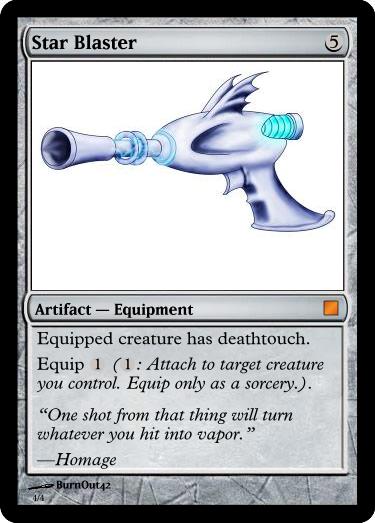 Star Blaster 5
Artifact — Equipment
Equipped creature has deathtouch.
Equip 1 (1: Attach to target creature
you control. Equip only as a sorcery.).
“One shot from that thing will turn
whatever you hit into vapor.”
—Homage
BurnOut42
4/4